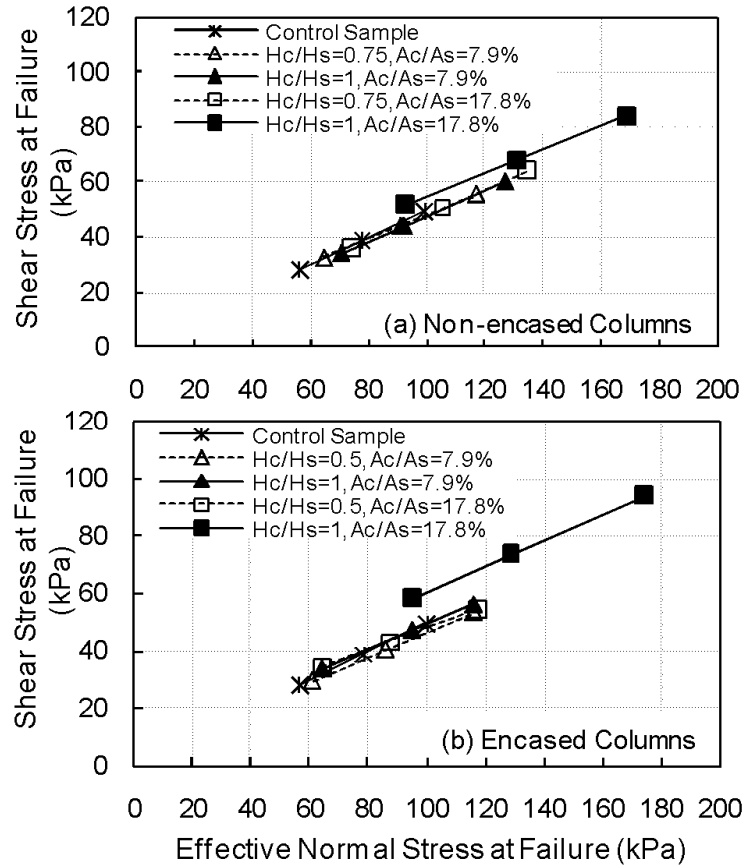 120
100
80
60
40
20
0
Shear Stress at Failure
(kPa)
Control Sample
Hc/Hs=0.75,Ac/As=7.9%
Hc/Hs=1,Ac/As=7.9%
Hc/Hs=0.75,Ac/As=17.8%
Hc/Hs=1,Ac/As=17.8%
(a) Non-encased Columns
0 20 40 60 80 100 120 140 160 180 200
120
100
80
60
40
20
0
Shear Stress at Failure
(kPa)
Control Sample
Hc/Hs=0.5,Ac/As=7.9%
Hc/Hs=1,Ac/As=7.9%
Hc/Hs=0.5,Ac/As=17.8%
Hc/Hs=1,Ac/As=17.8%
(b) Encased Columns
0 20 40 60 80 100 120 140 160 180 200
Effective Normal Stress at Failure (kPa)